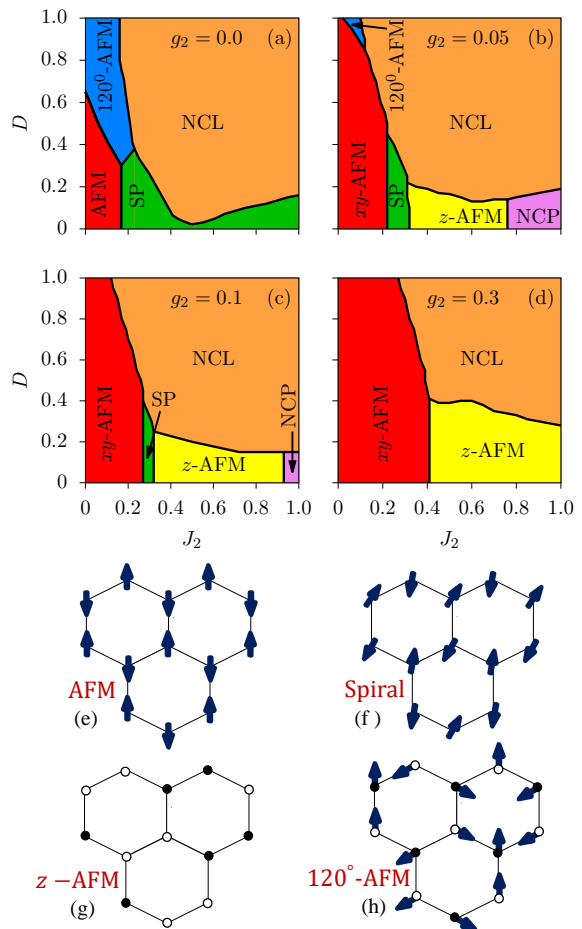 1.0
0.8
0.6
0.4
0.2
0
D
g₂ = 0.0 (a)
120⁰-AFM
NCL
AFM
SP
g₂ = 0.05 (b)
120⁰-AFM
NCL
xy-AFM
SP
z-AFM
NCP
1.0
0.8
0.6
0.4
0.2
0
D
g₂ = 0.1 (c)
NCL
xy-AFM
SP
NCP
z-AFM
0 0.2 0.4 0.6 0.8 1.0
J₂
g₂ = 0.3 (d)
NCL
xy-AFM
z-AFM
0 0.2 0.4 0.6 0.8 1.0
J₂
AFM
(e)
Spiral
(f )
z −AFM
(g)
120°-AFM
(h)